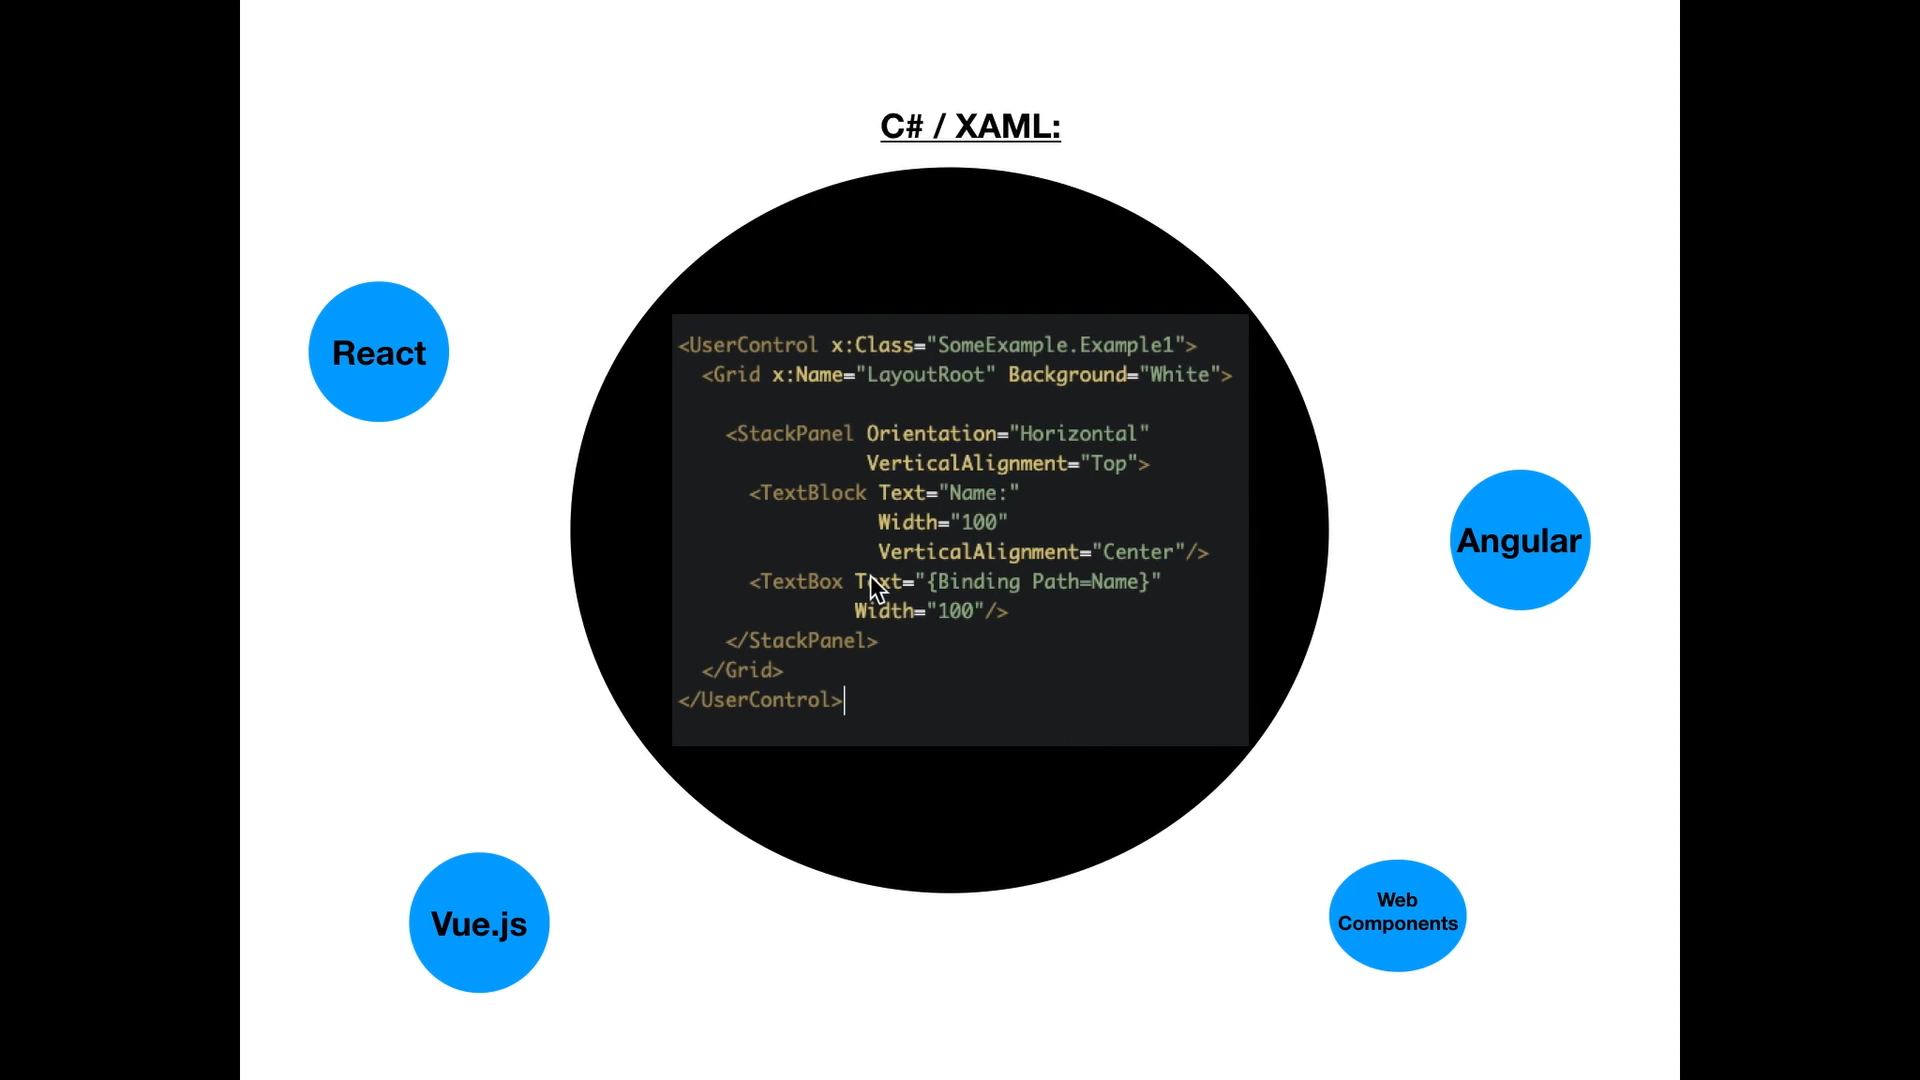 C# / XAML:
React
<UserControl x:Class="SomeExample.Example1">
<Grid x:Name="LayoutRoot" Background="White">
<StackPanel Orientation="Horizontal"
VerticalAlignment="Top">
<TextBlock Text="Name:"
Width="100"
VerticalAlignment="Center"/>
<TextBox Text="{Binding Path=Name}"
Width="100"/>
</StackPanel>
</Grid>
</UserControl>
Angular
Vue.js
Web
Components